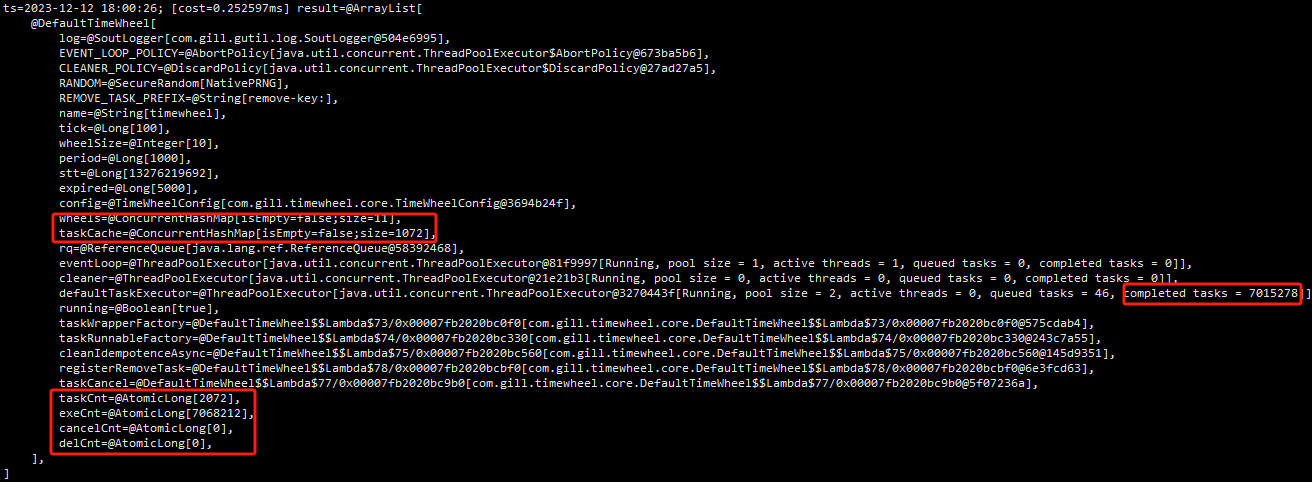 ts=2023-12-12 18:00:26; [cost=0.252597ms] result=@ArrayList[
@DefaultTimeWheel[
log=@SoutLogger[com.gill.gutil.log.SoutLogger@504e6995],
EVENT_LOOP_POLICY=@AbortPolicy[java.util.concurrent.ThreadPoolExecutor$AbortPolicy@673ba5b6],
CLEANER_POLICY=@DiscardPolicy[java.util.concurrent.ThreadPoolExecutor$DiscardPolicy@27ad27a5],
RANDOM=@SecureRandom[NativePRNG],
REMOVE_TASK_PREFIX=@String[remove-key:],
name=@String[timewheel],
tick=@Long[100],
wheelSize=@Integer[10],
period=@Long[1000],
stt=@Long[13276219692],
expired=@Long[5000],
config=@TimeWheelConfig[com.gill.timewheel.core.TimeWheelConfig@3694b24f],
wheels=@ConcurrentHashMap[isEmpty=false;size=11],
taskCache=@ConcurrentHashMap[isEmpty=false;size=1072],
rq=@ReferenceQueue[java.lang.ref.ReferenceQueue@58392468],
eventLoop=@ThreadPoolExecutor[java.util.concurrent.ThreadPoolExecutor@81f9997[Running, pool size = 1, active threads = 1, queued tasks = 0, completed tasks = 0]],
cleaner=@ThreadPoolExecutor[java.util.concurrent.ThreadPoolExecutor@21e21b3[Running, pool size = 0, active threads = 0, queued tasks = 0, completed tasks = 0]],
defaultTaskExecutor=@ThreadPoolExecutor[java.util.concurrent.ThreadPoolExecutor@3270443f[Running, pool size = 2, active threads = 0, queued tasks = 46, completed tasks = 7015278]]
running=@Boolean[true],
taskWrapperFactory=@DefaultTimeWheel$$Lambda$73/0x00007fb2020bc0f0[com.gill.timewheel.core.DefaultTimeWheel$$Lambda$73/0x00007fb2020bc0f0@575cdab4],
taskRunnableFactory=@DefaultTimeWheel$$Lambda$74/0x00007fb2020bc330[com.gill.timewheel.core.DefaultTimeWheel$$Lambda$74/0x00007fb2020bc330@243c7a55],
cleanIdempotenceAsync=@DefaultTimeWheel$$Lambda$75/0x00007fb2020bc560[com.gill.timewheel.core.DefaultTimeWheel$$Lambda$75/0x00007fb2020bc560@145d9351],
registerRemoveTask=@DefaultTimeWheel$$Lambda$78/0x00007fb2020bcbf0[com.gill.timewheel.core.DefaultTimeWheel$$Lambda$78/0x00007fb2020bcbf0@6e3fcd63],
taskCancel=@DefaultTimeWheel$$Lambda$77/0x00007fb2020bc9b0[com.gill.timewheel.core.DefaultTimeWheel$$Lambda$77/0x00007fb2020bc9b0@5f07236a],
taskCnt=@AtomicLong[2072],
exeCnt=@AtomicLong[7068212],
cancelCnt=@AtomicLong[0],
delCnt=@AtomicLong[0],
],
]